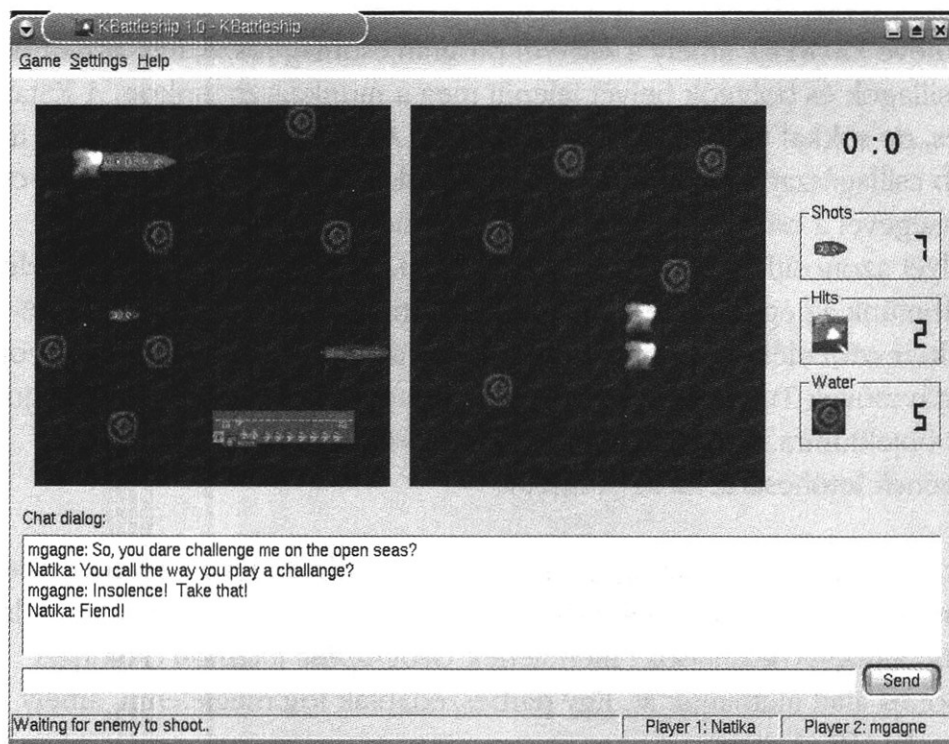 KBattleship 1.0 - KBattleship
Game Settings Help
0 : 0
Shots
7
Hits
2
Water
5
Chat dialog:
mgagne: So, you dare challenge me on the open seas?
Natika: You call the way you play a challange?
mgagne: Insolence! Take that!
Natika: Fiend!
Send
Waiting for enemy to shoot..
Player 1: Natika
Player 2: mgagne